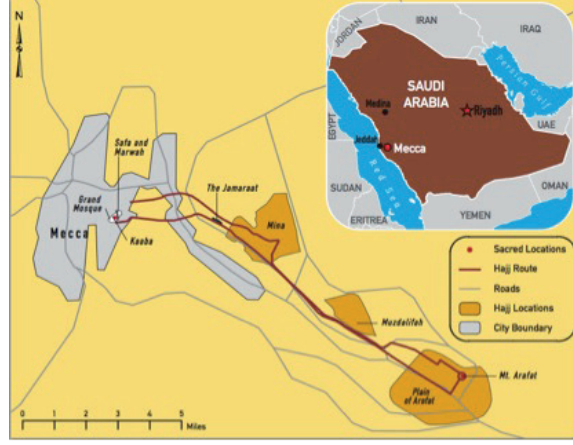 N
Safa and
Marwah
Grand
Mosque
Mecca
Kaaba
The Jamaraat
Mina
Muzdalifah
Mt. Arafat
Plain
of Arafat
0 1 2 3 4 5
Miles
JORDAN
IRAN
IRAQ
Persian Gulf
SAUDI
ARABIA
Medina
Riyadh
EGYPT
UAE
Jeddah
Mecca
Red Sea
SUDAN
OMAN
YEMEN
ERITREA
Sacred Locations
Hajj Route
Roads
Hajj Locations
City Boundary